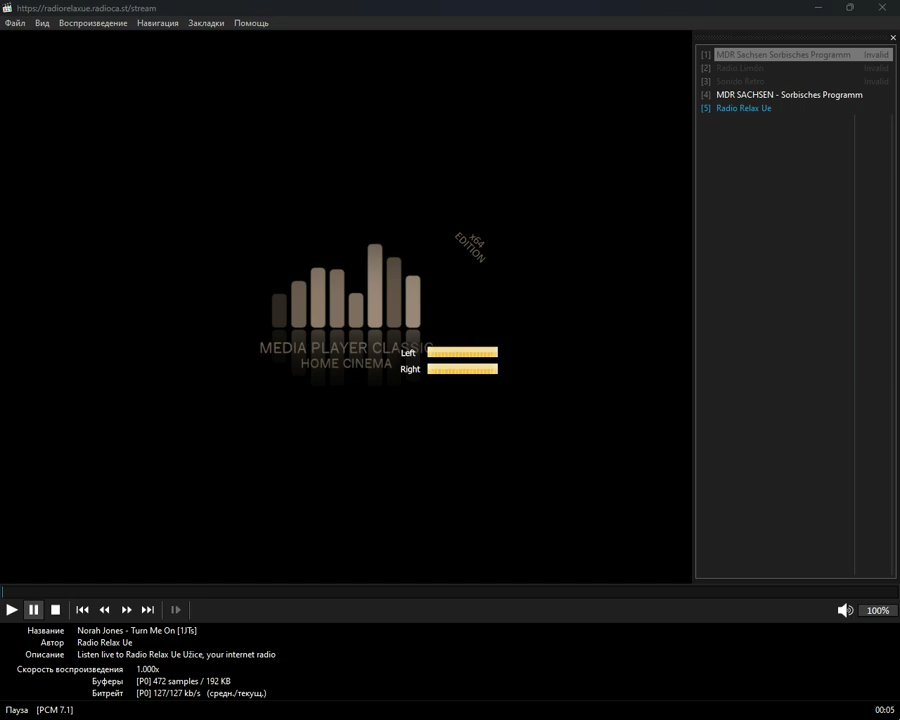 https://radiorelaxue.radioca.st/stream
Файл Вид Воспроизведение Навигация Закладки Помощь
[1] MDR Sachsen Sorbisches Programm Invalid
[2] Radio Limón Invalid
[3] Sonido Retro Invalid
[4] MDR SACHSEN - Sorbisches Programm
[5] Radio Relax Ue
x64
EDITION
MEDIA PLAYER CLASSIC
HOME CINEMA
Left
Right
100%
Название Norah Jones - Turn Me On [1JTs]
Автор Radio Relax Ue
Описание Listen live to Radio Relax Ue Užice, your internet radio
Скорость воспроизведения 1.000x
Буферы [P0] 472 samples / 192 KB
Битрейт [P0] 127/127 kb/s (средн./текущ.)
Пауза [PCM 7.1] 00:05